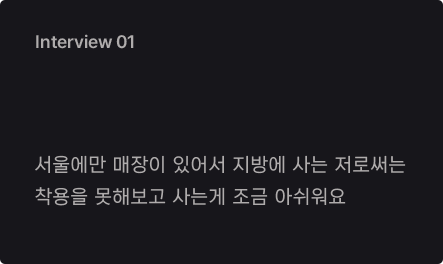 Interview 01
서울에만 매장이 있어서 지방에 사는 저로써는
착용을 못해보고 사는게 조금 아쉬워요